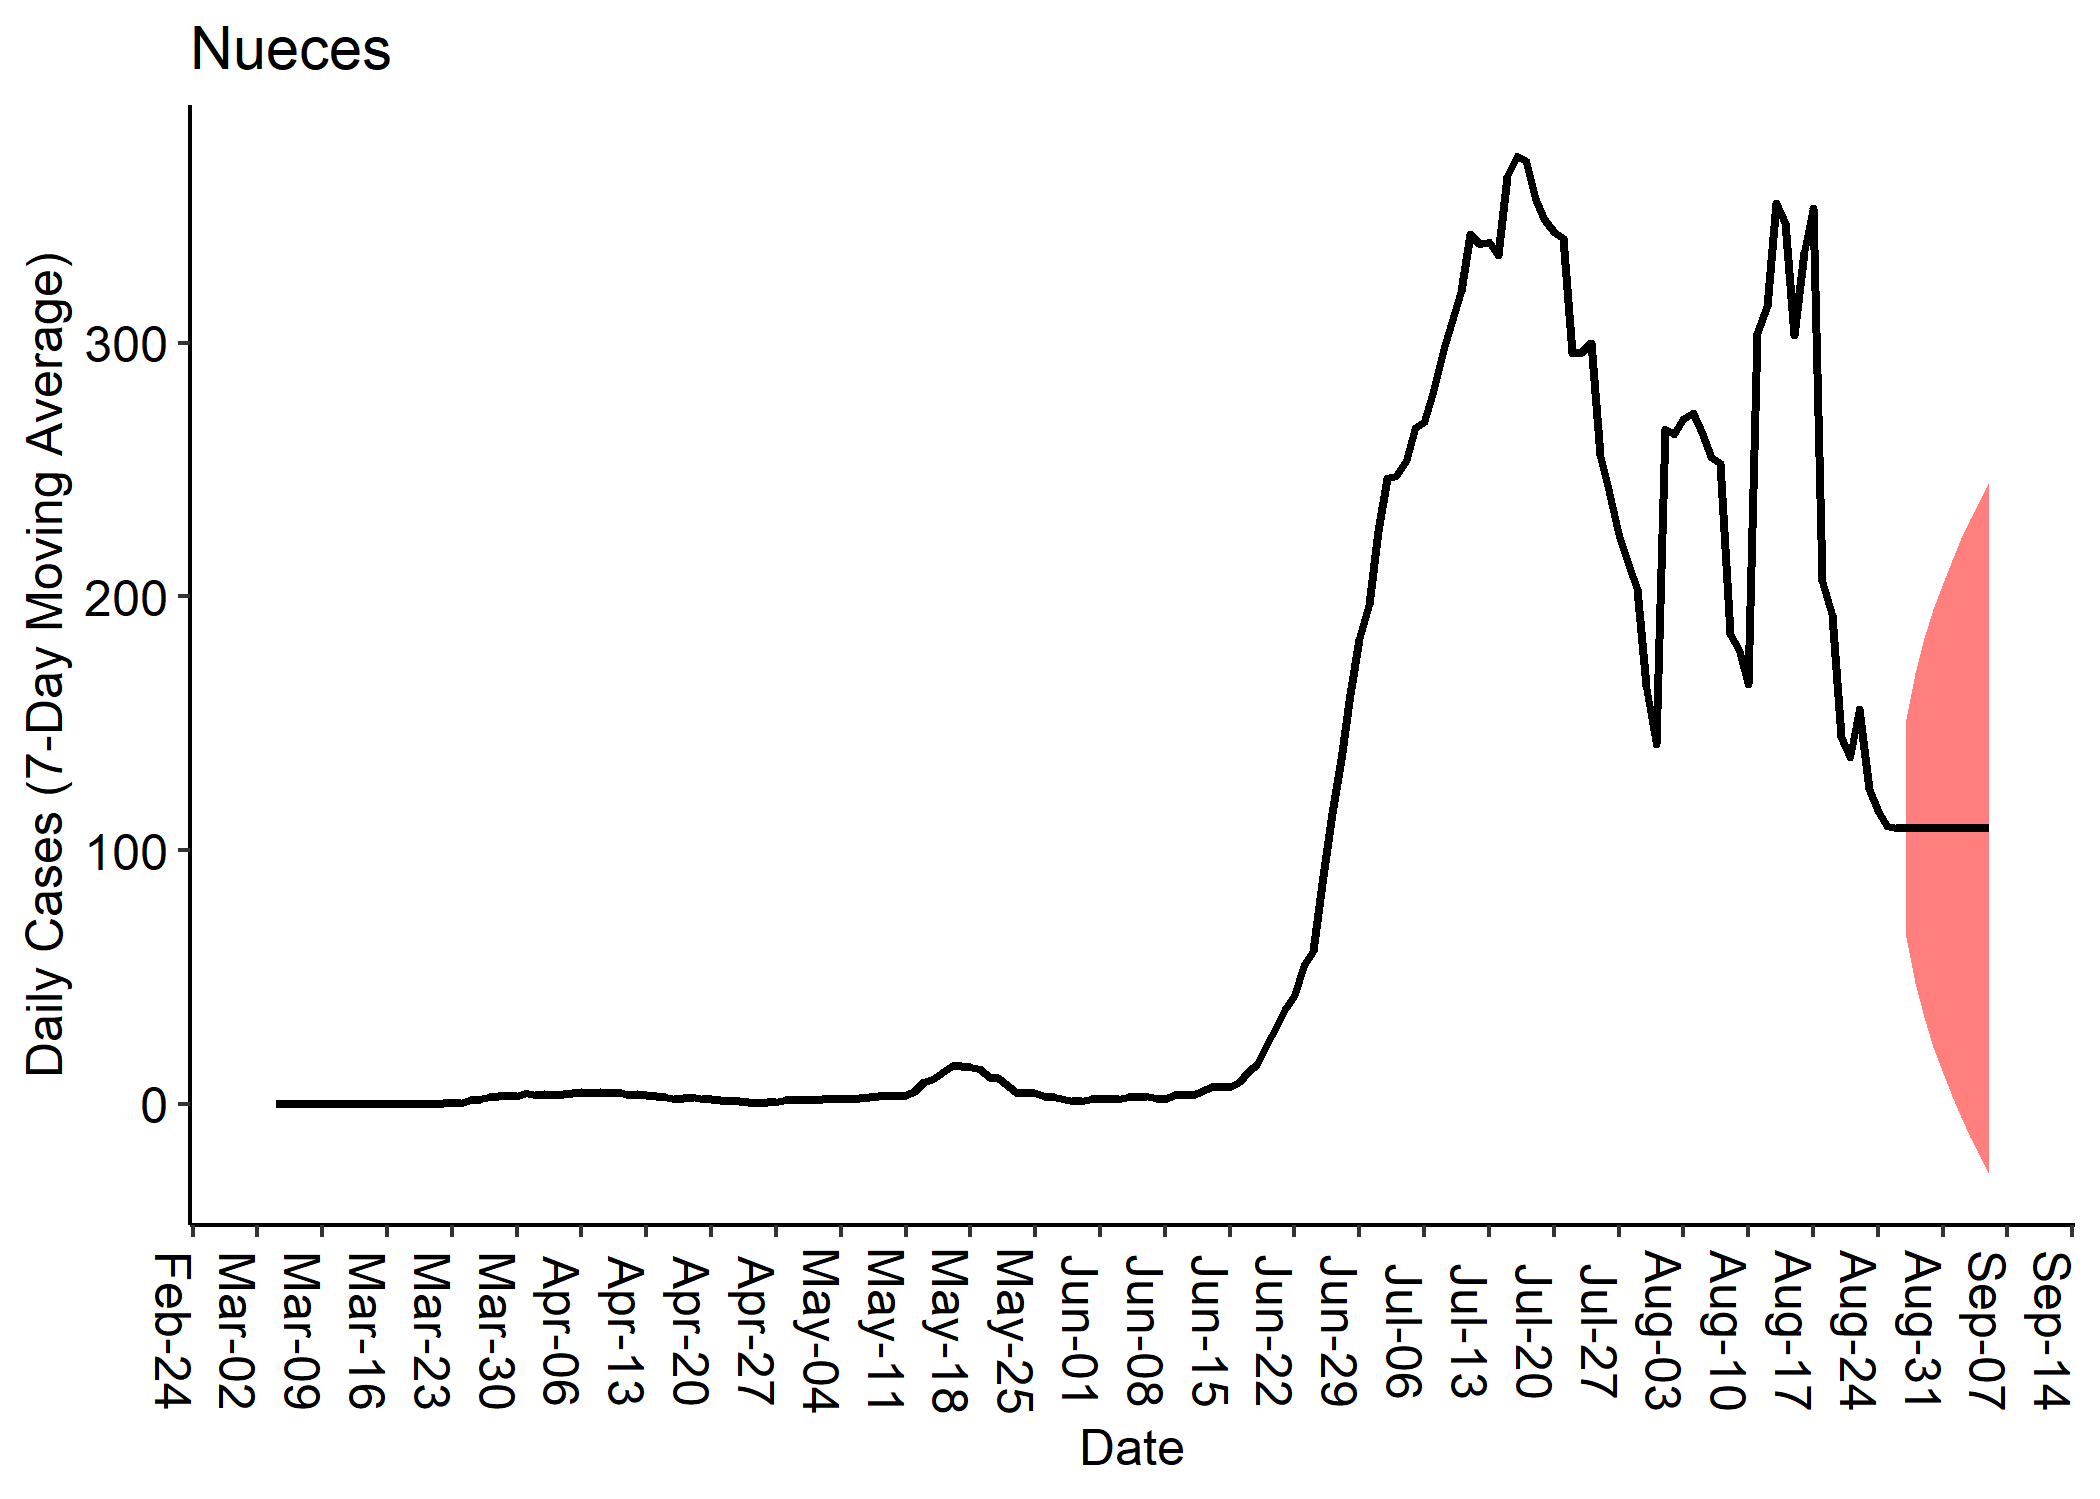 Nueces
Daily Cases (7-Day Moving Average)
300
200
100
0
Feb-24
Mar-02
Mar-09
Mar-16
Mar-23
Mar-30
Apr-06
Apr-13
Apr-20
Apr-27
May-04
May-11
May-18
May-25
Jun-01
Jun-08
Jun-15
Jun-22
Jun-29
Jul-06
Jul-13
Jul-20
Jul-27
Aug-03
Aug-10
Aug-17
Aug-24
Aug-31
Sep-07
Sep-14
Date